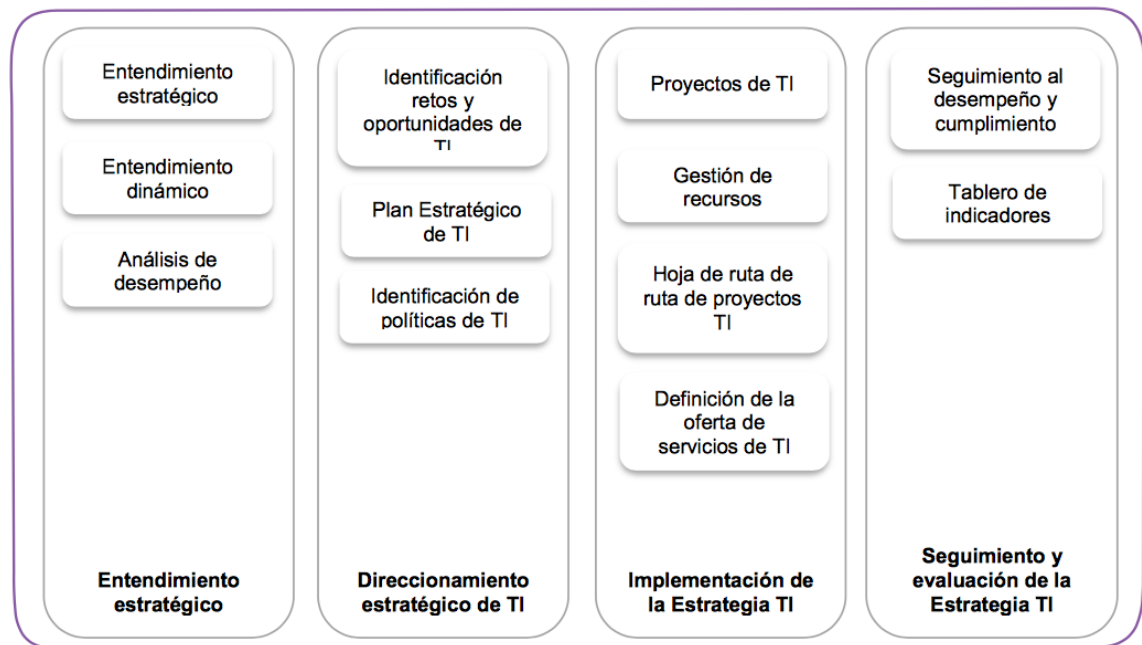 Entendimiento
estratégico
Entendimiento
dinámico
Análisis de
desempeño
Entendimiento
estratégico
Identificación
retos y
oportunidades de
TI
Plan Estratégico
de TI
Identificación de
políticas de TI
Direccionamiento
estratégico de TI
Proyectos de TI
Gestión de
recursos
Hoja de ruta de
ruta de proyectos
TI
Definición de la
oferta de
servicios de TI
Implementación de
la Estrategia TI
Seguimiento al
desempeño y
cumplimiento
Tablero de
indicadores
Seguimiento y
evaluación de la
Estrategia TI